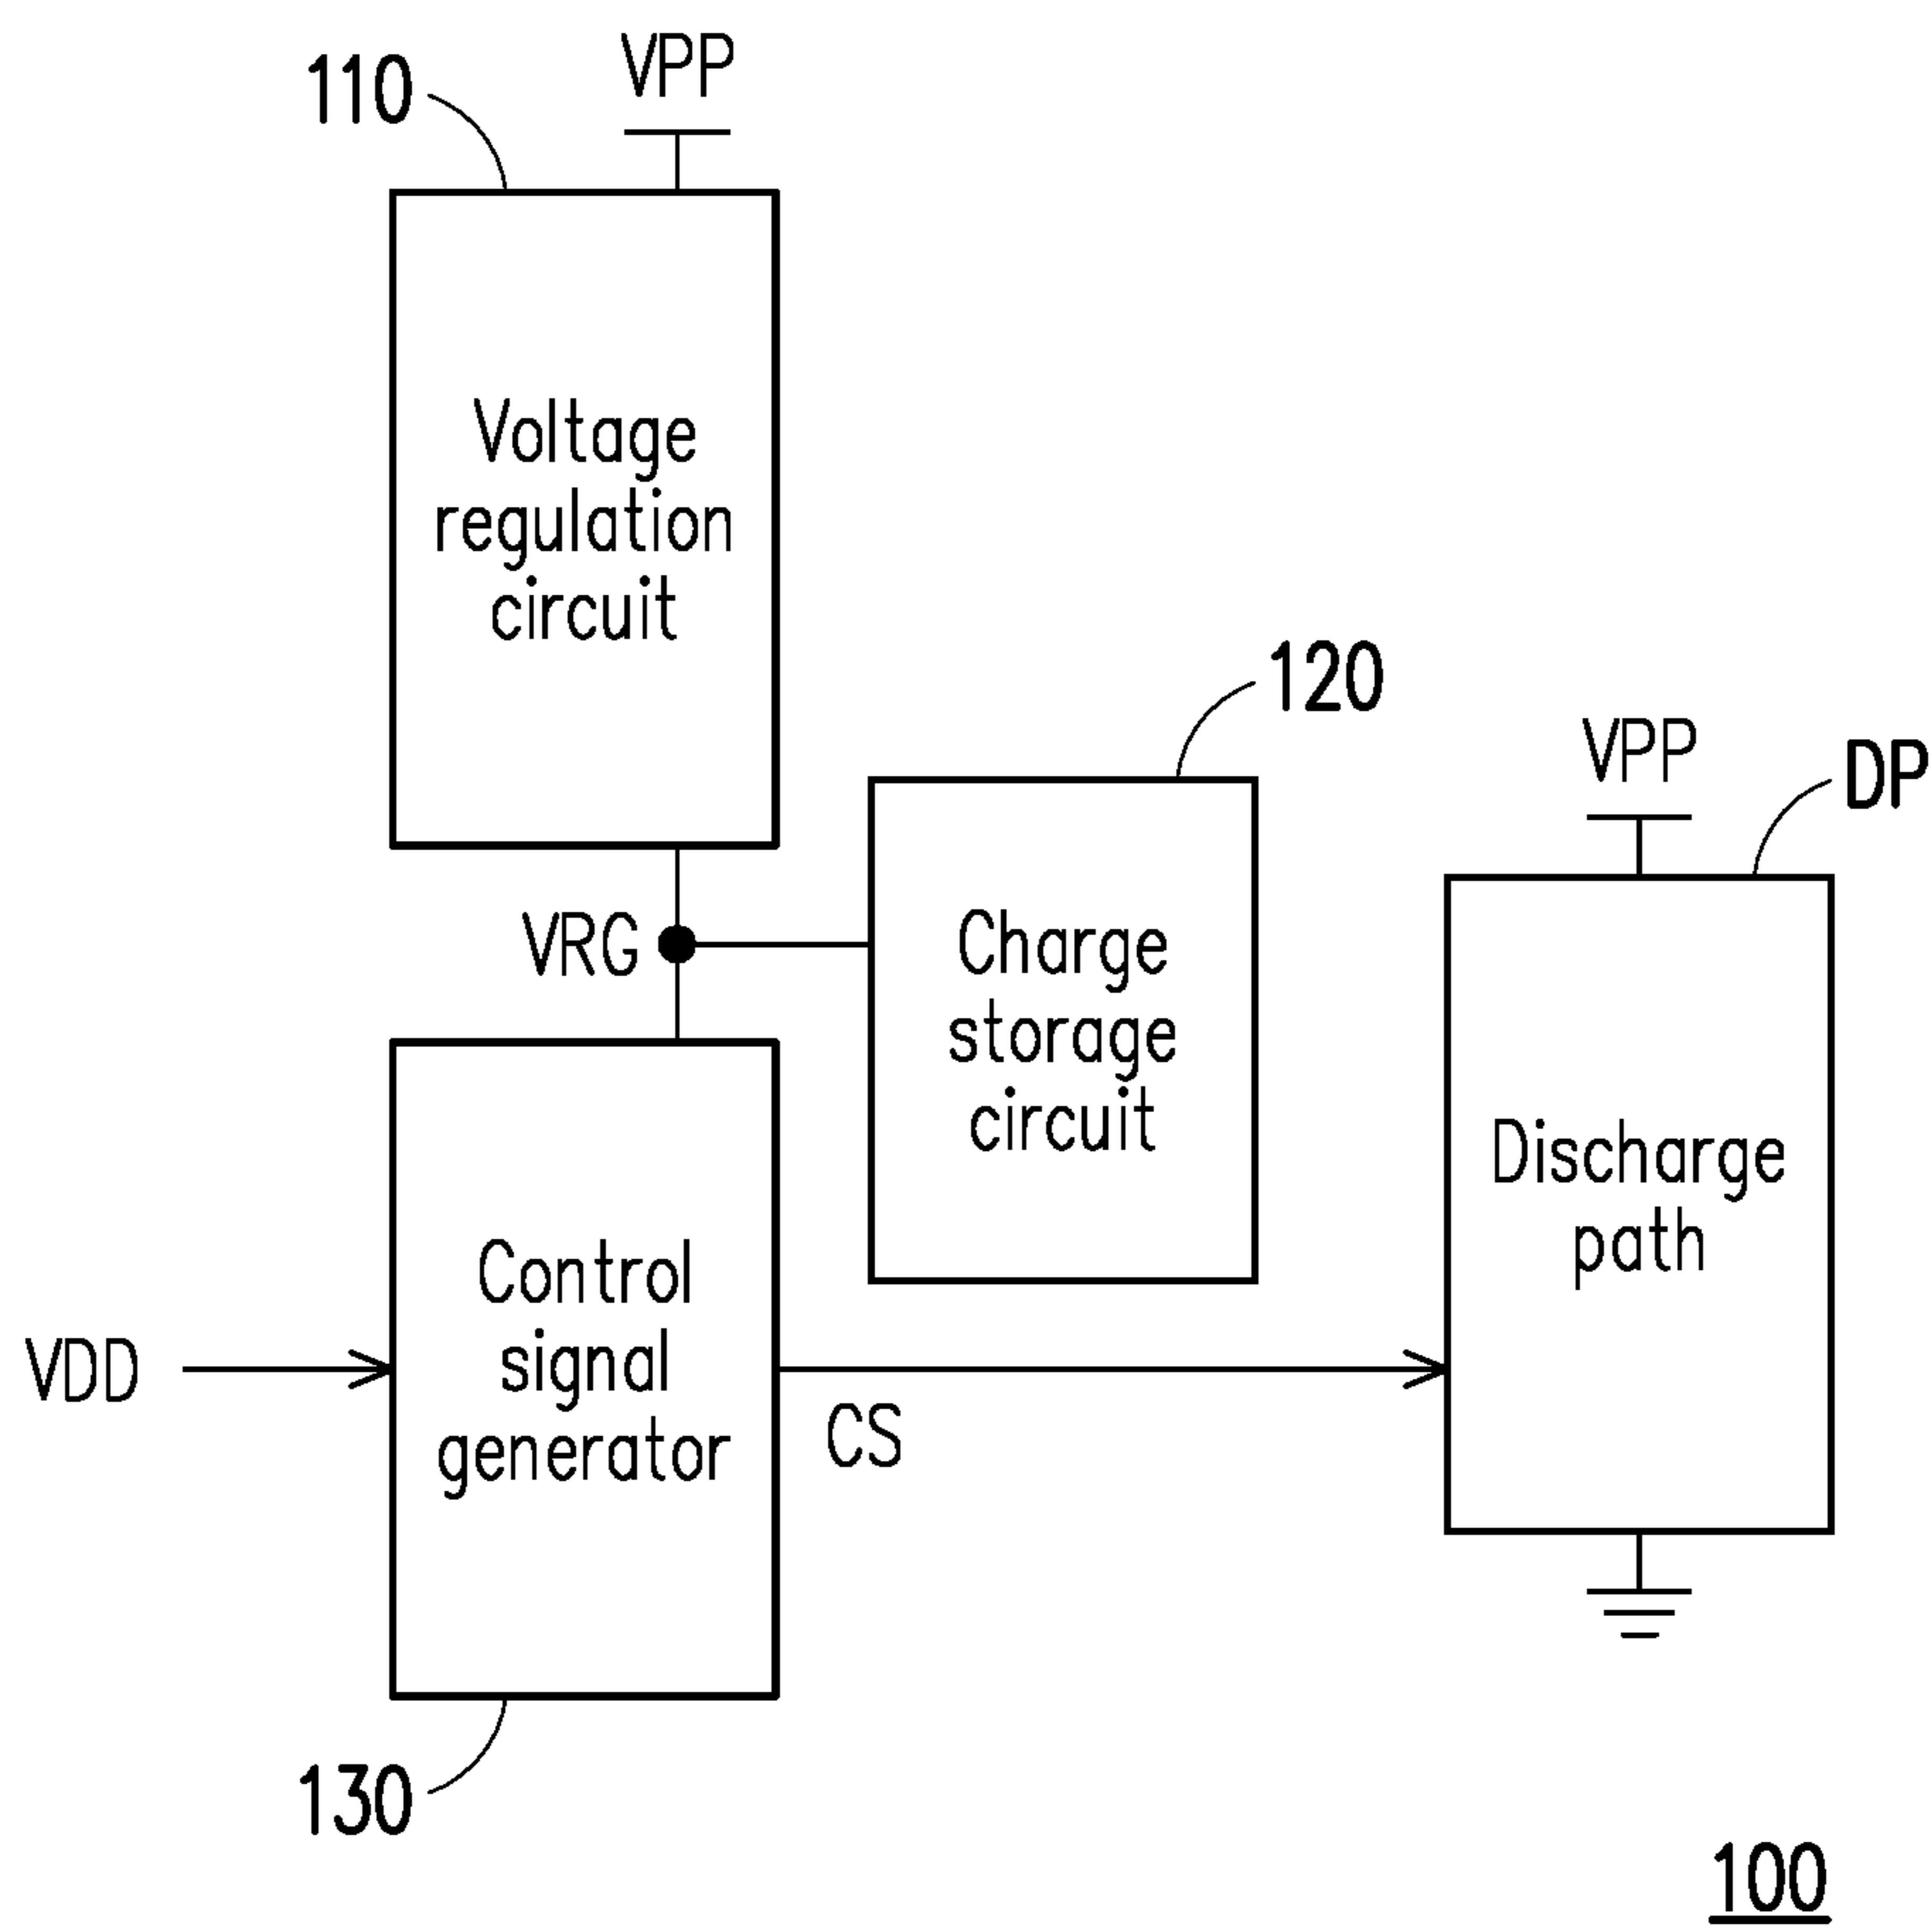 110
VPP
Voltage
regulation
circuit
120
VPP
DP
VRG
Charge
storage
circuit
Discharge
path
Control
signal
generator
VDD
CS
130
100